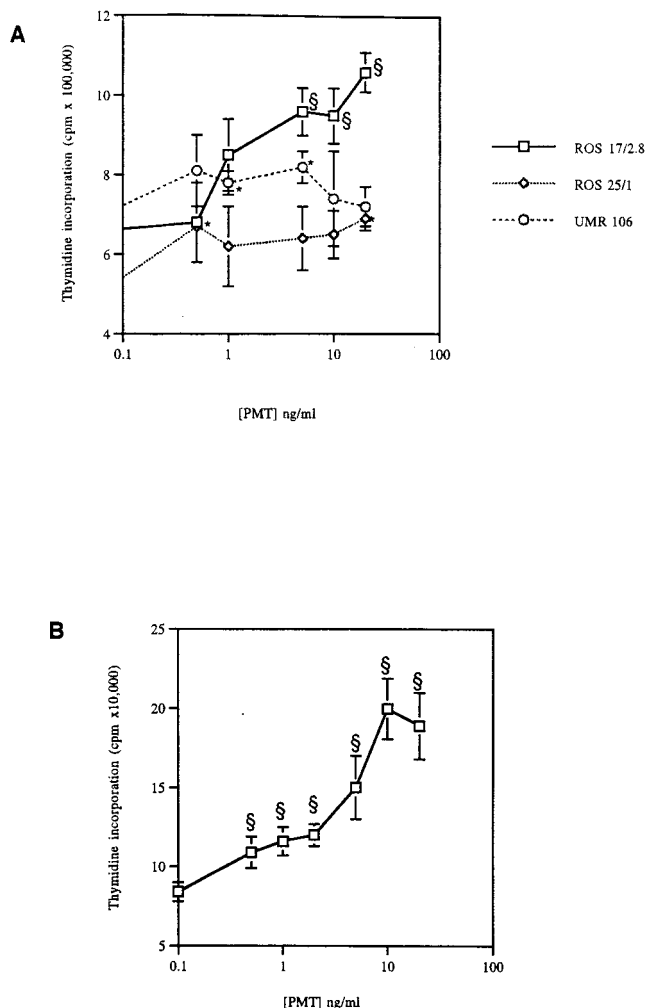 A
12
10
8
6
4
Thymidine incorporation (cpm x 100,000)
§
§
§
*
*
*
*
0.1 1 10 100
[PMT] ng/ml
ROS 17/2.8
ROS 25/1
UMR 106
B
25
20
15
10
5
Thymidine incorporation (cpm x10,000)
§ § § § § §
0.1 1 10 100
[PMT] ng/ml